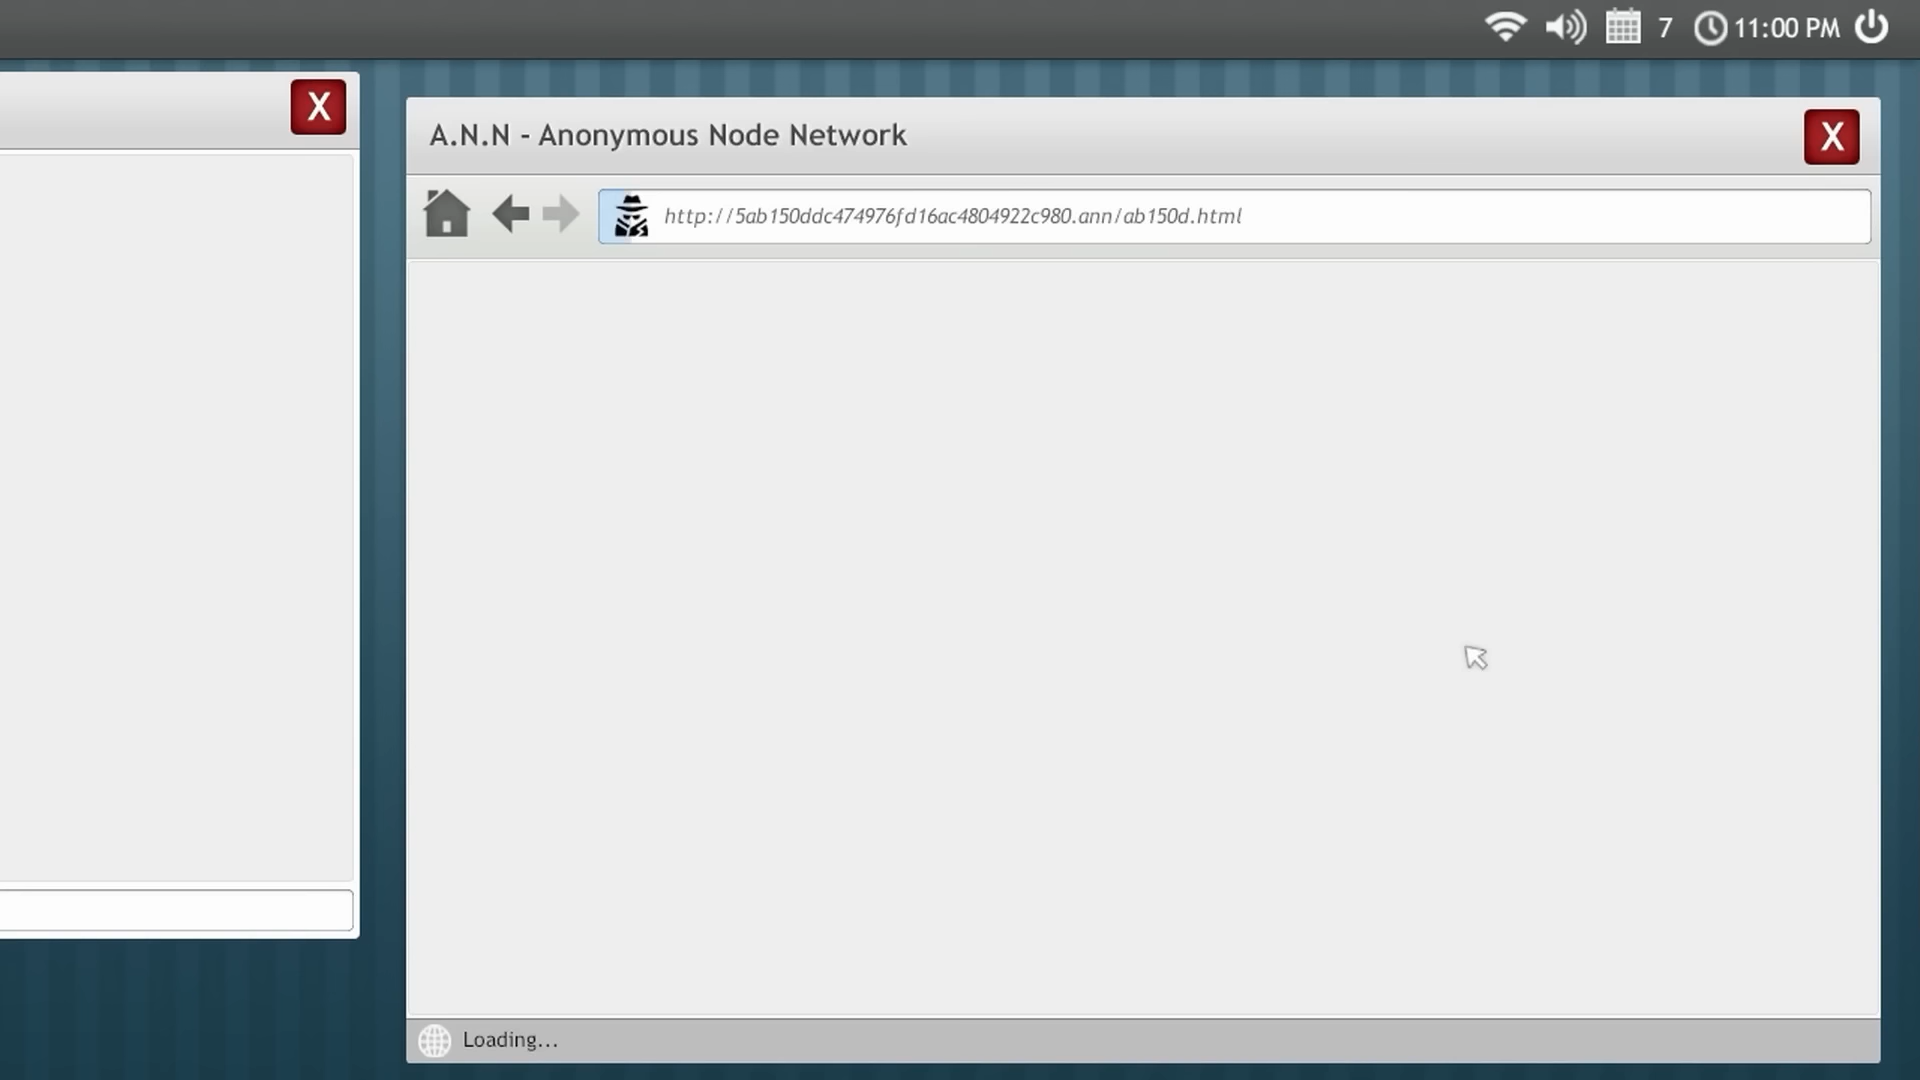 7 11:00 PM
X
A.N.N - Anonymous Node Network X
http://5ab150ddc474976fd16ac4804922c980.ann/ab150d.html
Loading...